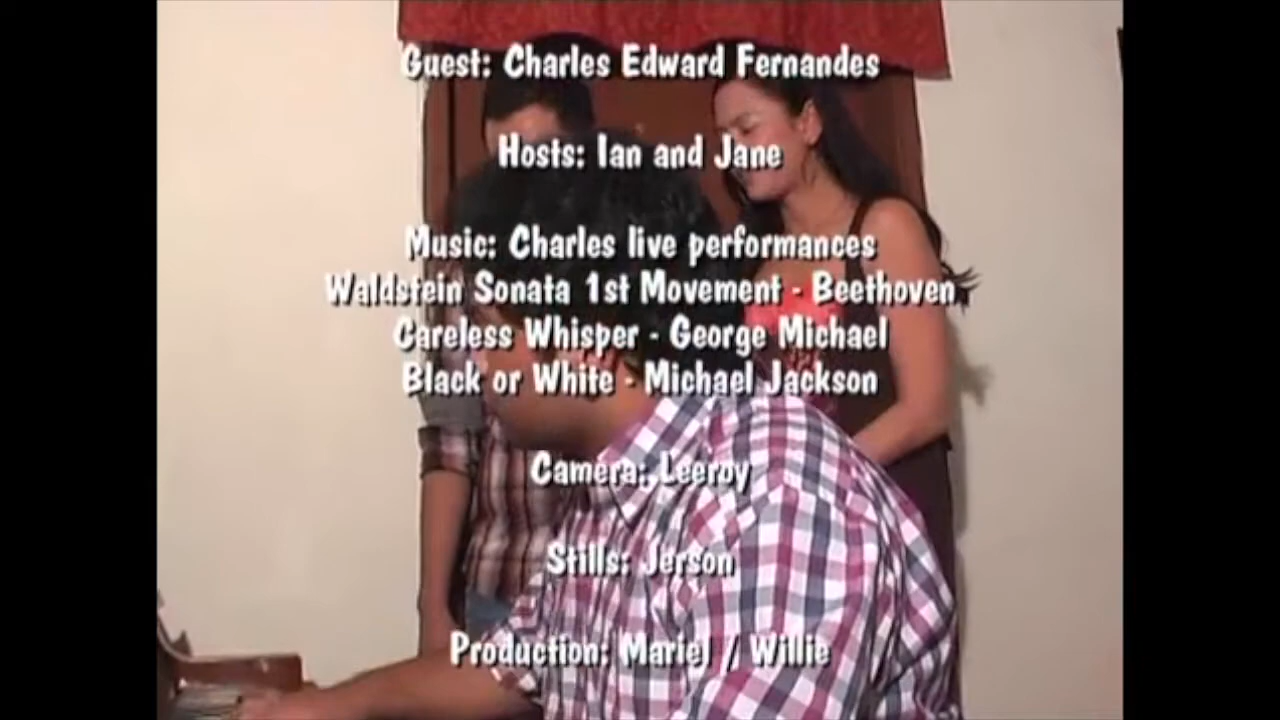 Guest: Charles Edward Fernandes
Hosts: Ian and Jane
Music: Charles live performances
Waldstein Sonata 1st Movement - Beethoven
Careless Whisper - George Michael
Black or White - Michael Jackson
Camera: Leeroy
Stills: Jerson
Production: Mariel / Willie